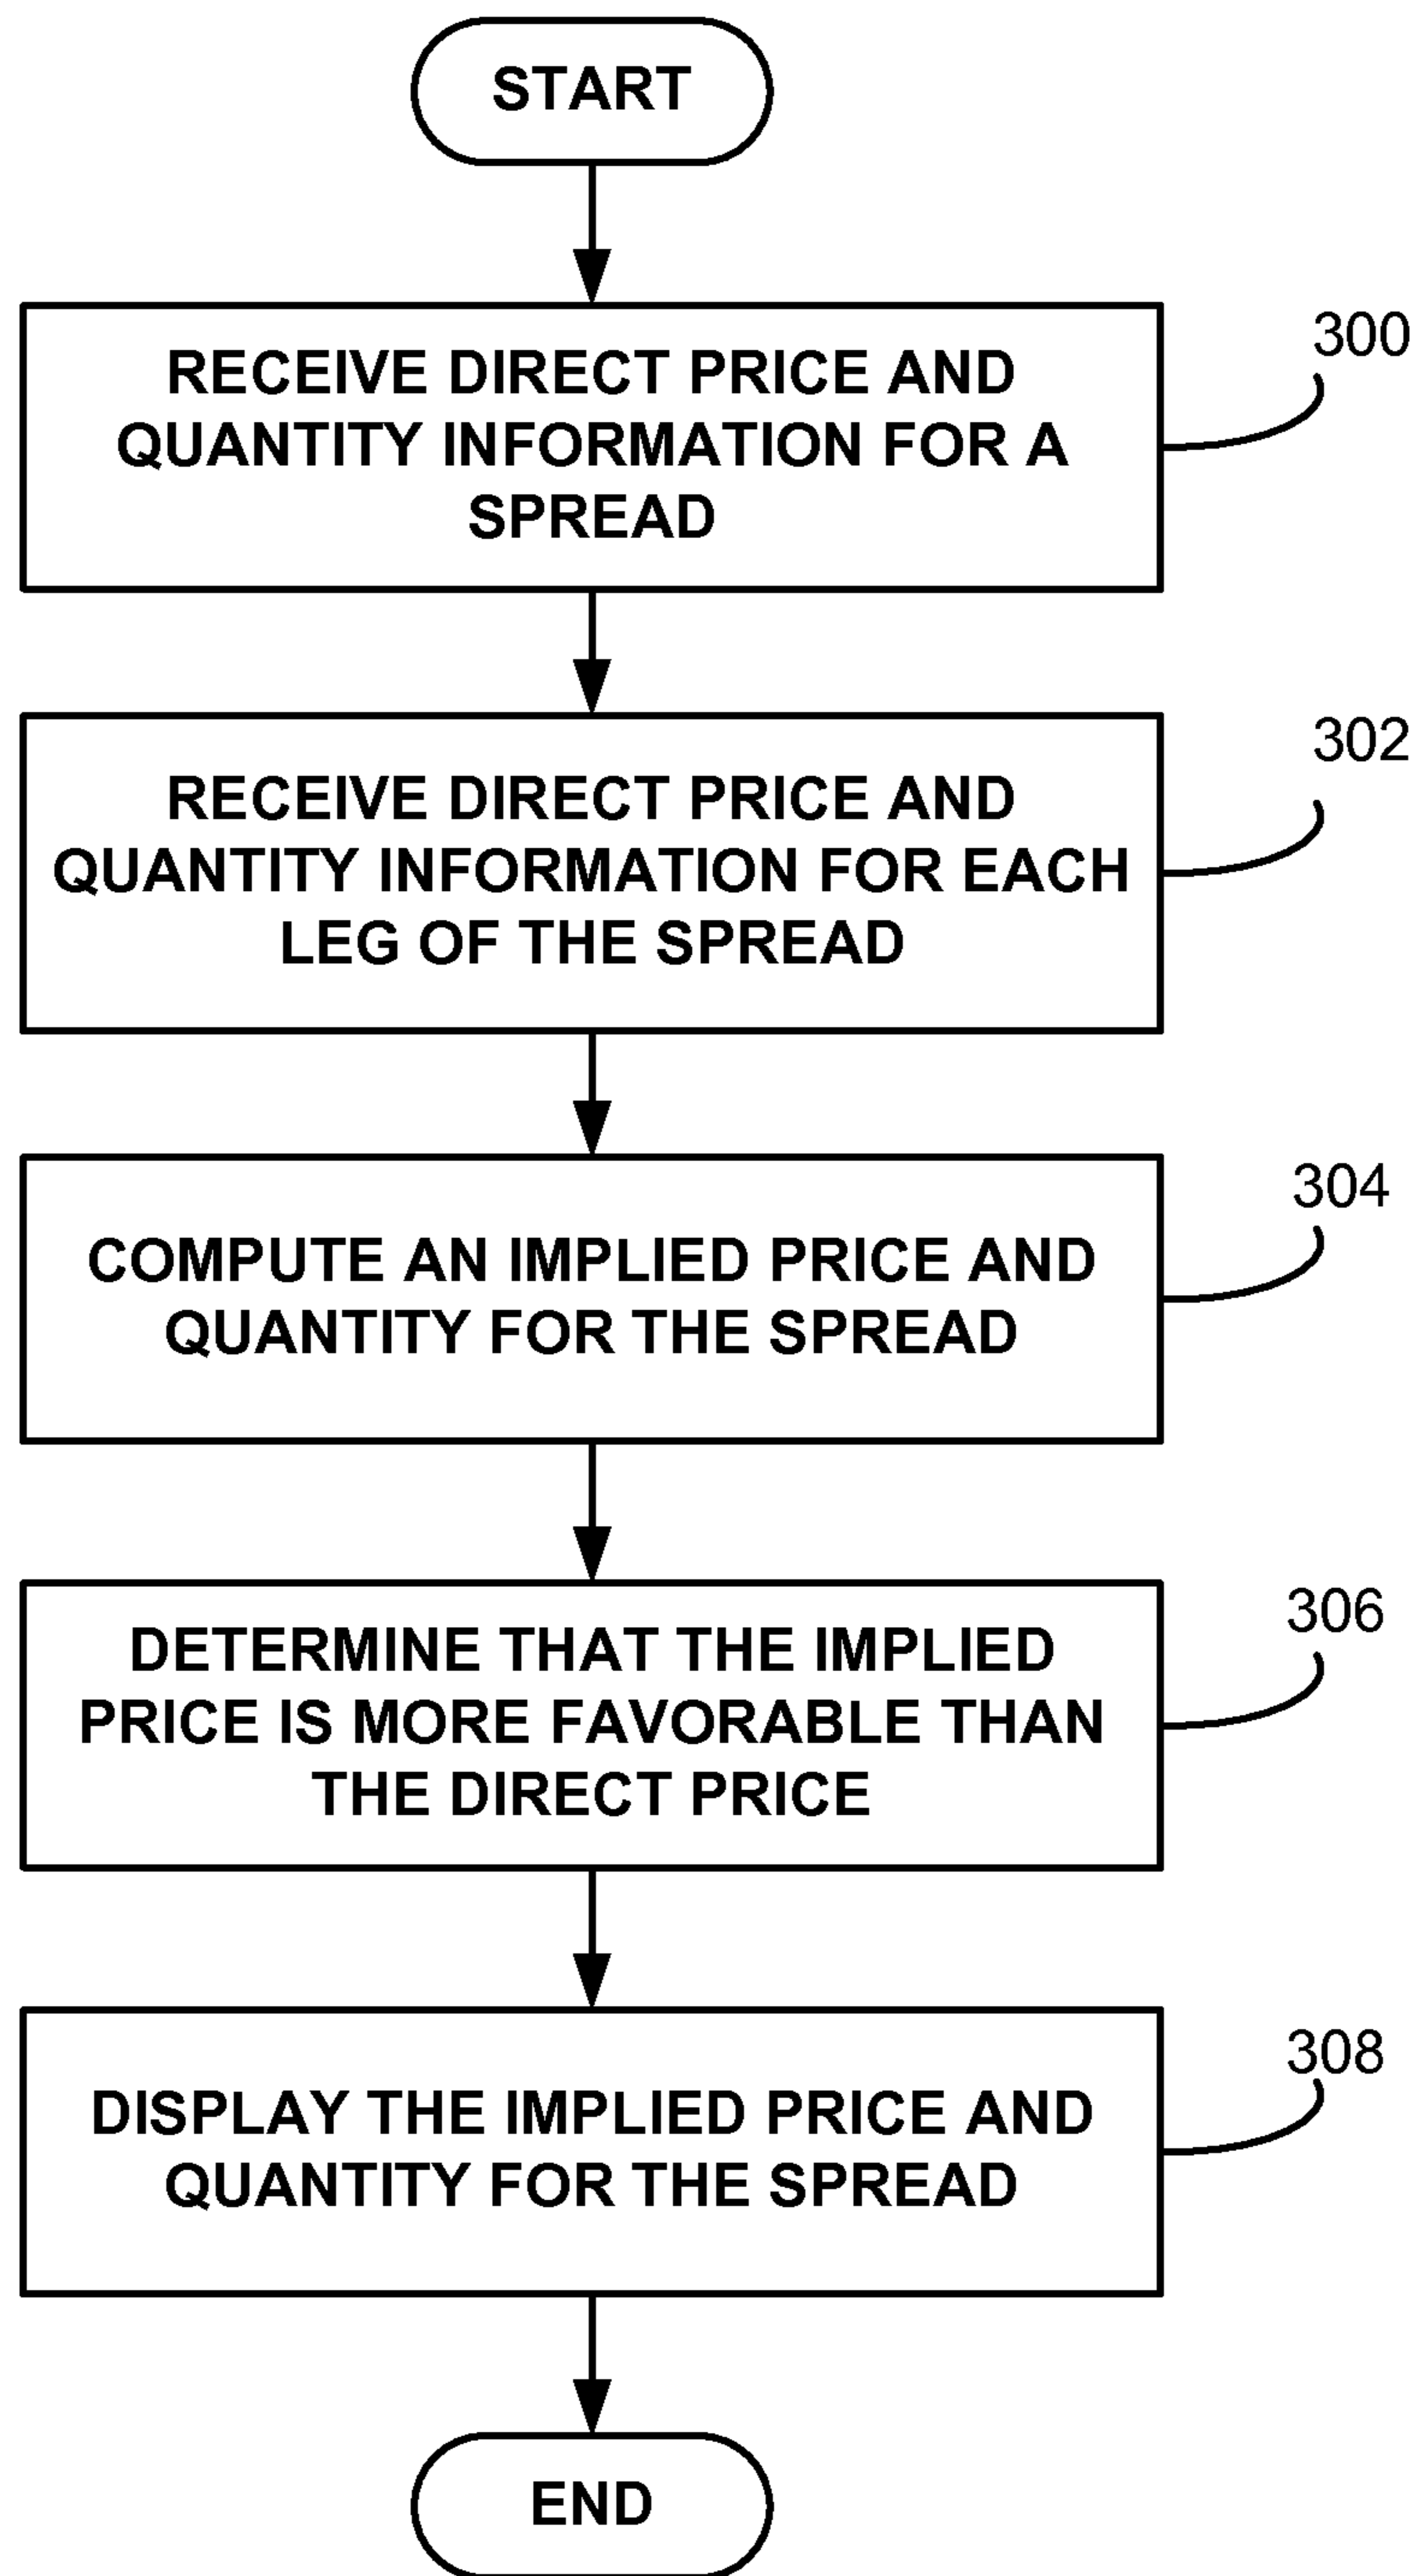 START
RECEIVE DIRECT PRICE AND
QUANTITY INFORMATION FOR A
SPREAD
300
RECEIVE DIRECT PRICE AND
QUANTITY INFORMATION FOR EACH
LEG OF THE SPREAD
302
COMPUTE AN IMPLIED PRICE AND
QUANTITY FOR THE SPREAD
304
DETERMINE THAT THE IMPLIED
PRICE IS MORE FAVORABLE THAN
THE DIRECT PRICE
306
DISPLAY THE IMPLIED PRICE AND
QUANTITY FOR THE SPREAD
308
END